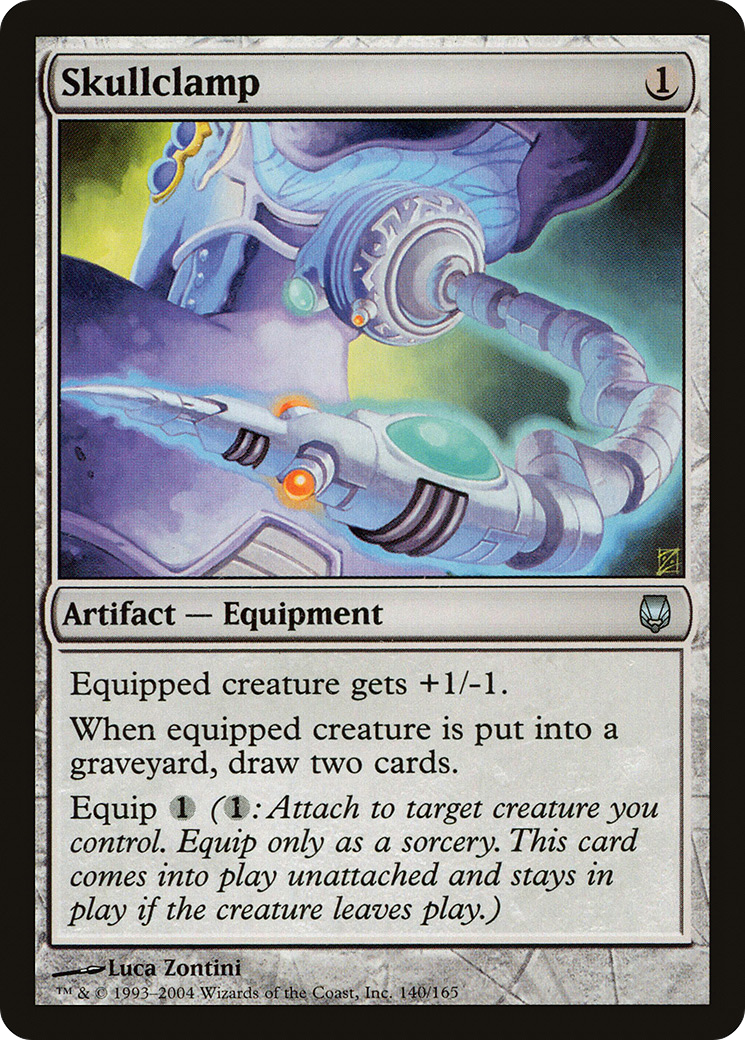 Skullclamp 1
Artifact — Equipment
Equipped creature gets +1/-1.
When equipped creature is put into a
graveyard, draw two cards.
Equip 1 (1: Attach to target creature you
control. Equip only as a sorcery. This card
comes into play unattached and stays in
play if the creature leaves play.)
Luca Zontini
™ & © 1993–2004 Wizards of the Coast, Inc. 140/165